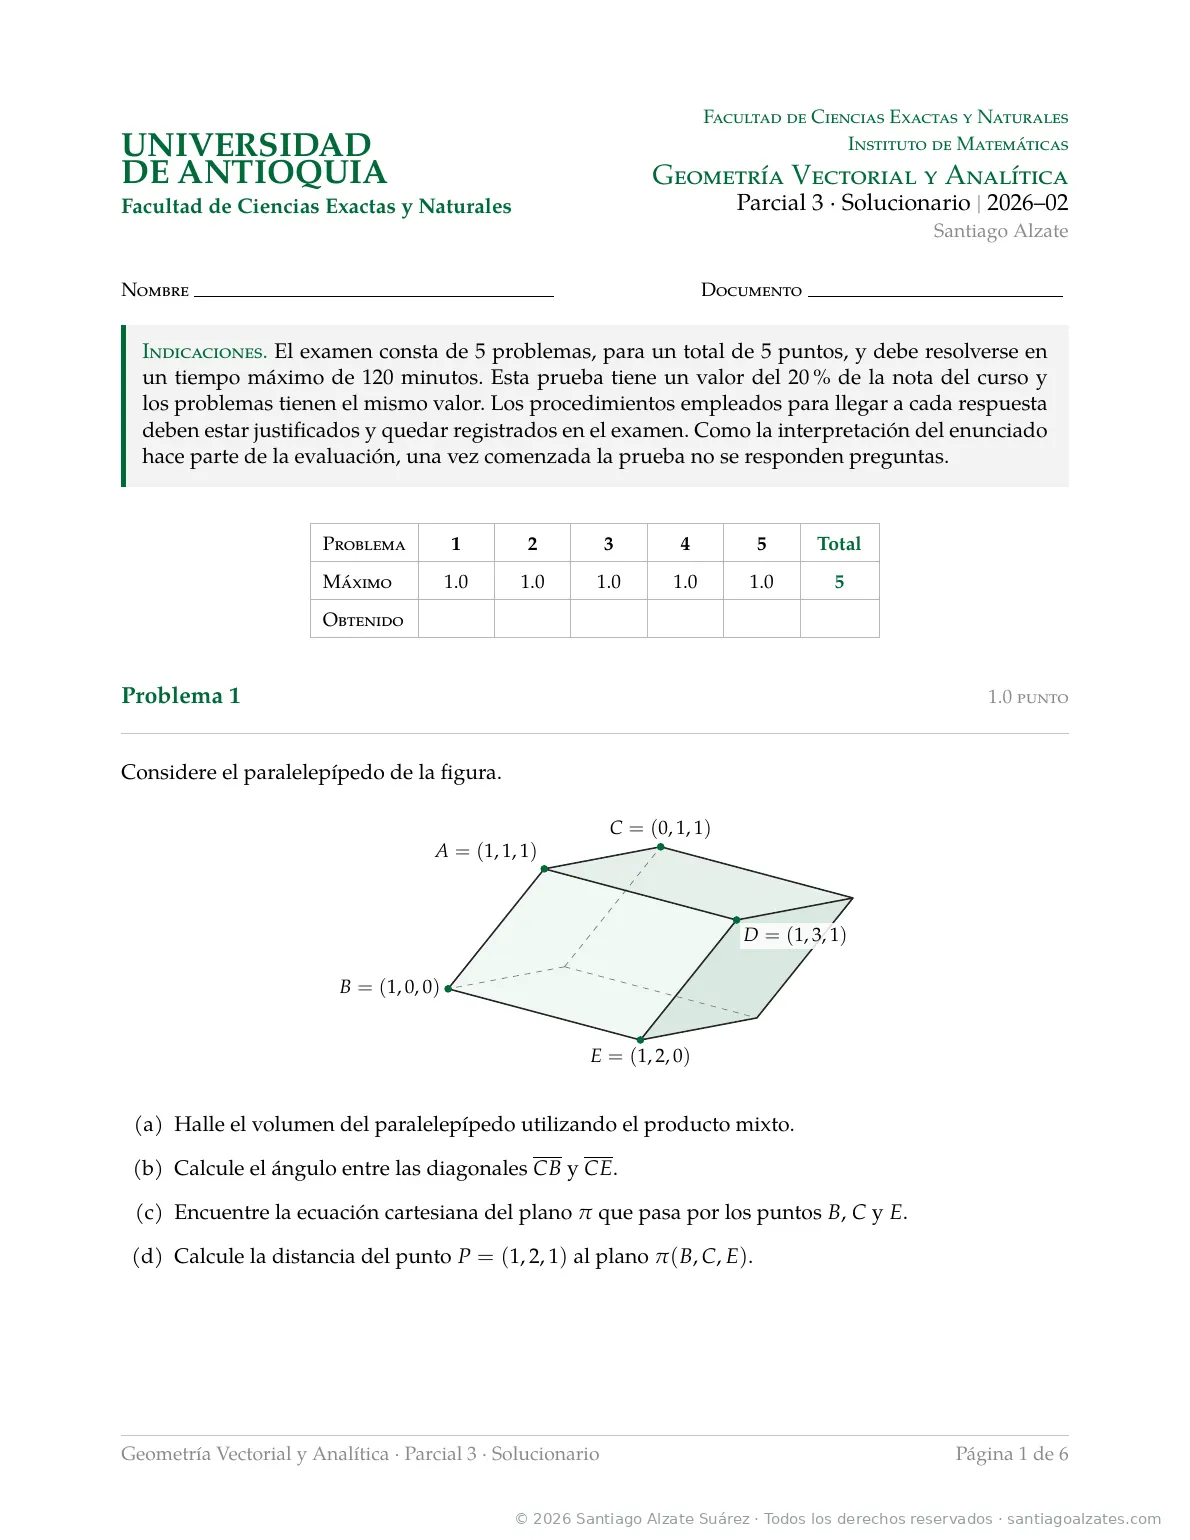 UNIVERSIDAD
DE ANTIOQUIA
Facultad de Ciencias Exactas y Naturales
Facultad de Ciencias Exactas y Naturales
Instituto de Matemáticas
Geometría Vectorial y Analítica
Parcial 3 · Solucionario | 2026–02
Santiago Alzate
Nombre
Documento
Indicaciones. El examen consta de 5 problemas, para un total de 5 puntos, y debe resolverse en
un tiempo máximo de 120 minutos. Esta prueba tiene un valor del 20 % de la nota del curso y
los problemas tienen el mismo valor. Los procedimientos empleados para llegar a cada respuesta
deben estar justificados y quedar registrados en el examen. Como la interpretación del enunciado
hace parte de la evaluación, una vez comenzada la prueba no se responden preguntas.
Problema 1 2 3 4 5 Total
Máximo 1.0 1.0 1.0 1.0 1.0 5
Obtenido
Problema 1
1.0 punto
Considere el paralelepípedo de la figura.
C = (0, 1, 1)
A = (1, 1, 1)
D = (1, 3, 1)
B = (1, 0, 0)
E = (1, 2, 0)
(a) Halle el volumen del paralelepípedo utilizando el producto mixto.
(b) Calcule el ángulo entre las diagonales C̅B̅ y C̅E̅.
(c) Encuentre la ecuación cartesiana del plano π que pasa por los puntos B, C y E.
(d) Calcule la distancia del punto P = (1, 2, 1) al plano π(B, C, E).
Geometría Vectorial y Analítica · Parcial 3 · Solucionario
Página 1 de 6
© 2026 Santiago Alzate Suárez · Todos los derechos reservados · santiagoalzates.com